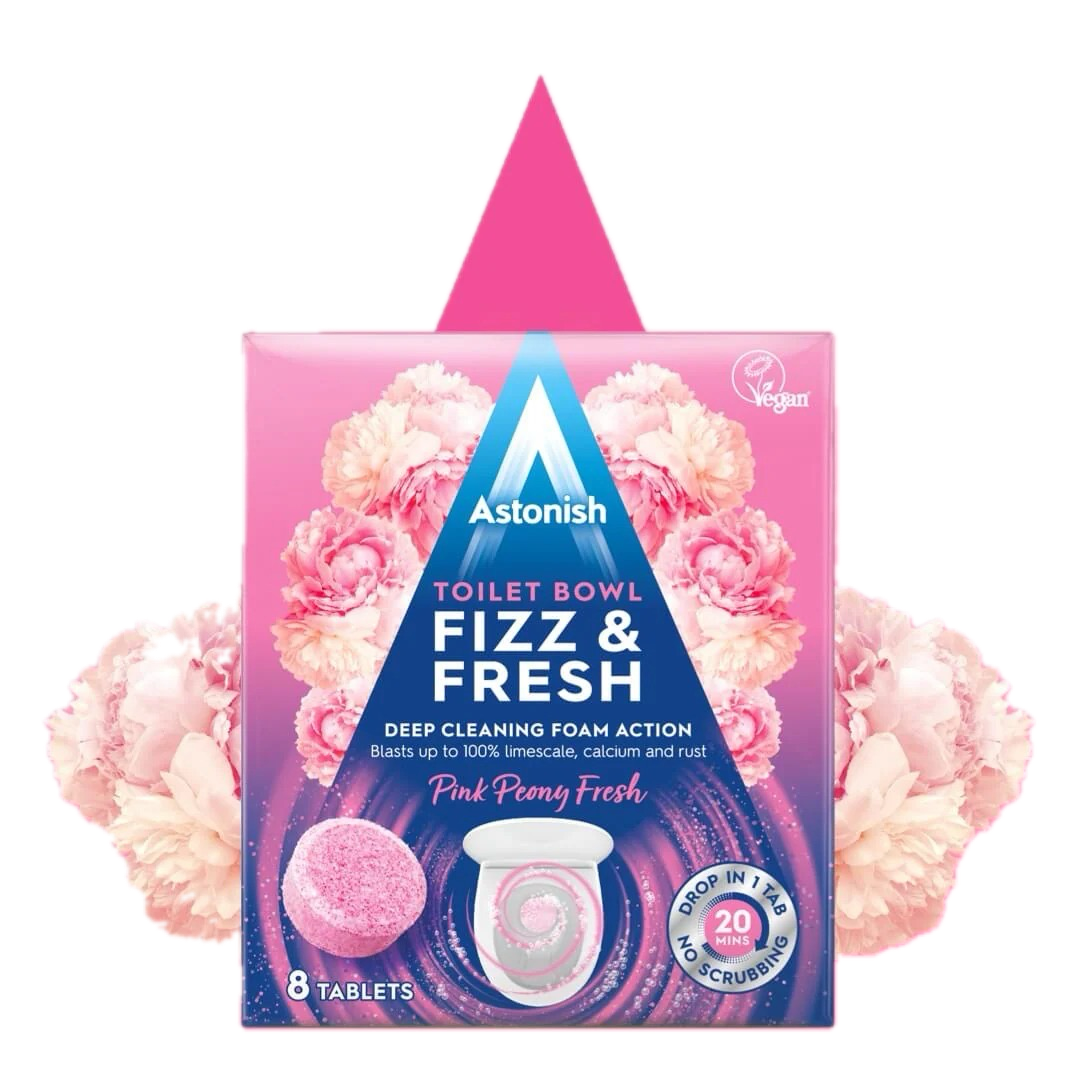 Vegan
Astonish
TOILET BOWL
FIZZ &
FRESH
DEEP CLEANING FOAM ACTION
Blasts up to 100% limescale, calcium and rust
Pink Peony Fresh
DROP IN 1 TAB
20
MINS
NO SCRUBBING
8 TABLETS